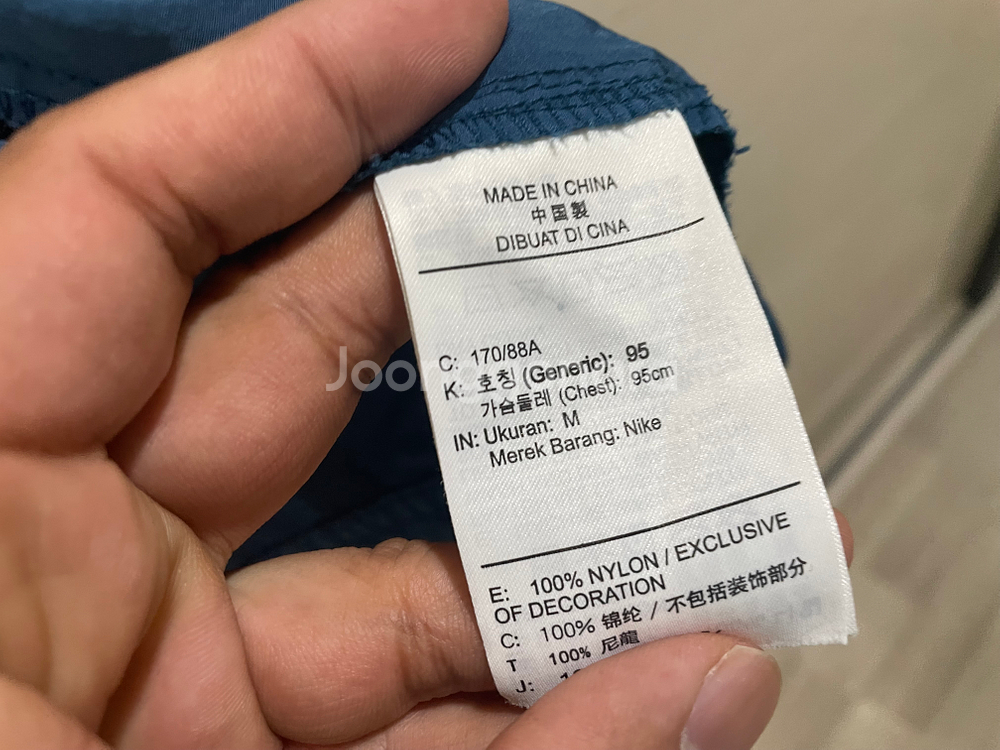 MADE IN CHINA
中国製
DIBUAT DI CINA
C: 170/88A
K: 호칭 (Generic): 95
가슴둘레 (Chest): 95cm
IN: Ukuran: M
Merek Barang: Nike
E: 100% NYLON / EXCLUSIVE
OF DECORATION
C: 100% 锦纶 / 不包括装饰部分
T 100% 尼龍
J: